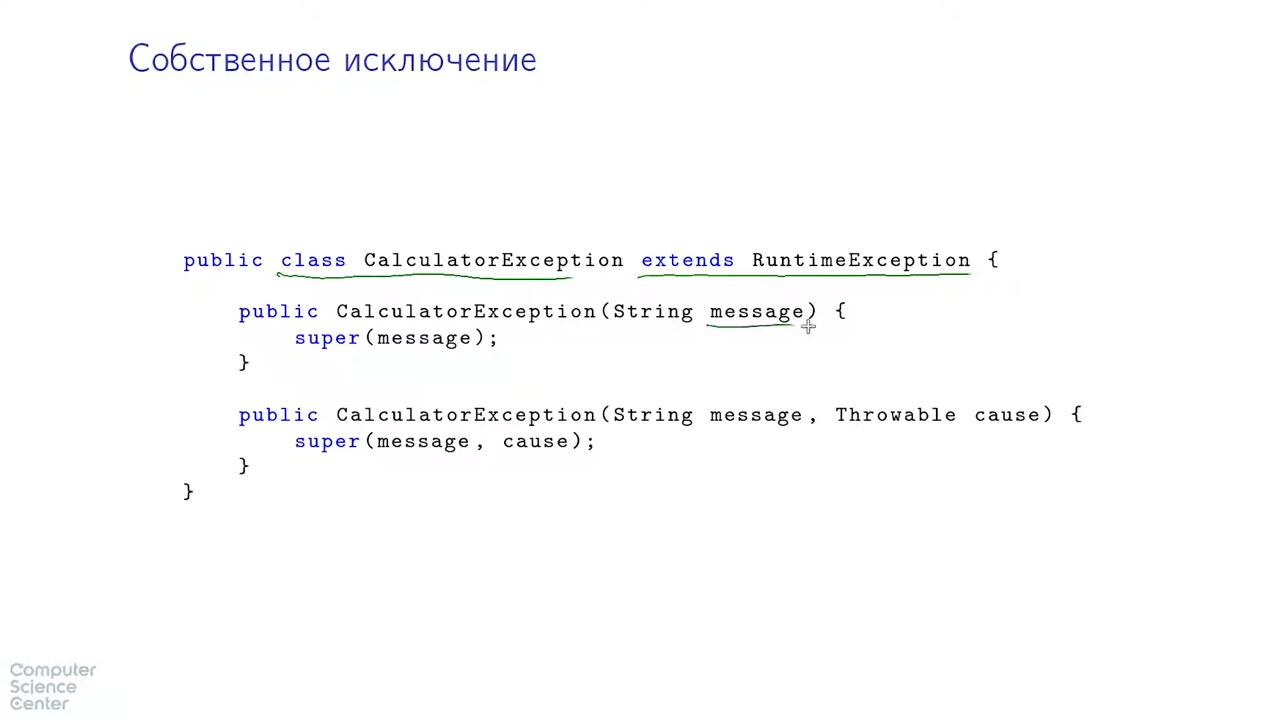 Собственное исключение
public class CalculatorException extends RuntimeException {
public CalculatorException(String message) {
super(message);
}
public CalculatorException(String message, Throwable cause) {
super(message, cause);
}
}
Computer
Science
Center